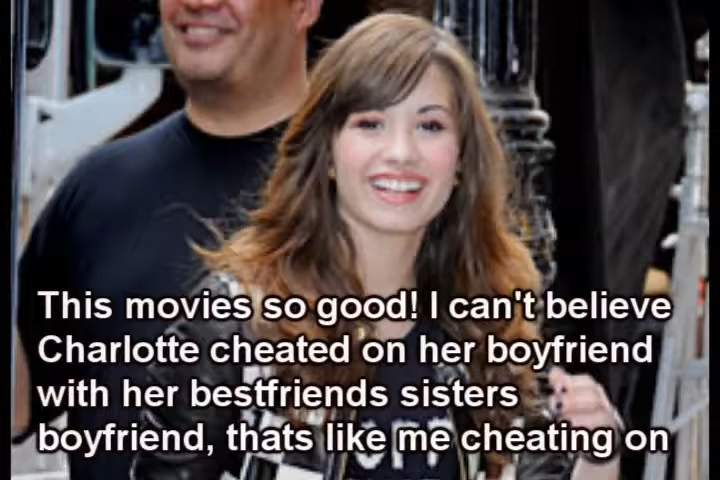 This movies so good! I can't believe
Charlotte cheated on her boyfriend
with her bestfriends sisters
boyfriend, thats like me cheating on